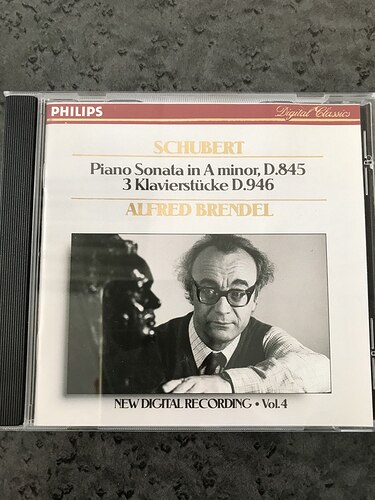 PHILIPS
Digital Classics
SCHUBERT
Piano Sonata in A minor, D.845
3 Klavierstücke D.946
ALFRED BRENDEL
NEW DIGITAL RECORDING • Vol.4